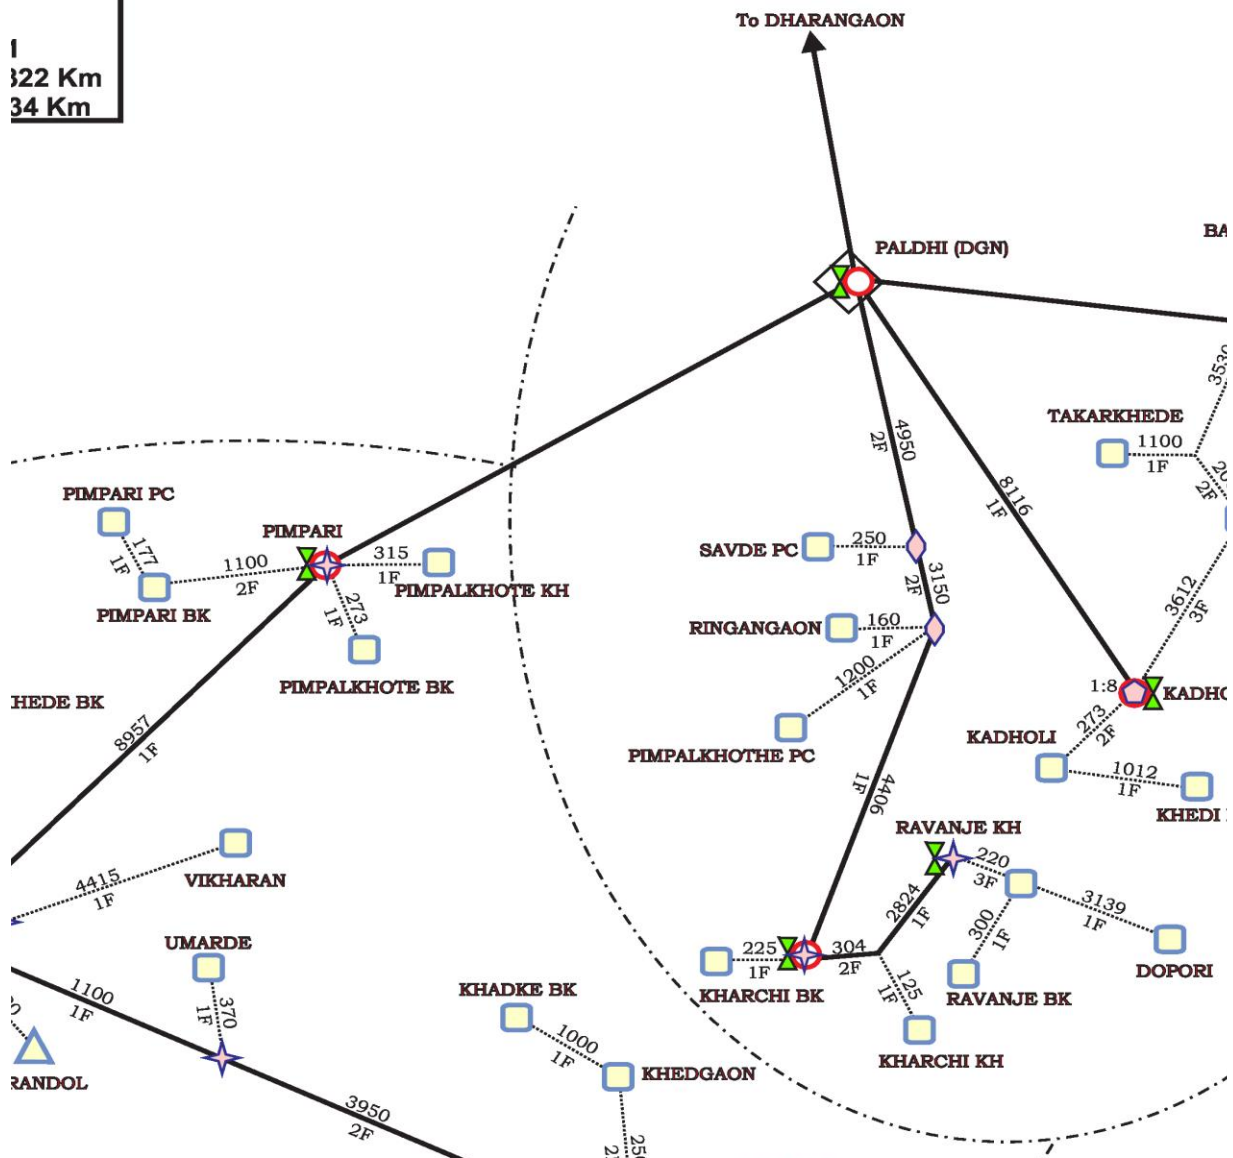 To DHARANGAON
322 Km
34 Km
PALDHI (DGN)
BA
3530
TAKARKHEDE
1100
1F
2F
4950
2F
8116
1F
PIMPARI PC
PIMPARI
177
1F
1100
2F
315
1F
PIMPALKHOTE KH
273
1F
PIMPARI BK
PIMPALKHOTE BK
SAVDE PC
250
1F
3150
2F
RINGANGAON
160
1F
1200
1F
PIMPALKHOTHE PC
3612
3F
1:8
KADHO
273
2F
KADHOLI
1012
1F
KHEDI
HEDE BK
8957
1F
4406
1F
RAVANJE KH
220
3F
2824
1F
3139
1F
300
1F
DOPORI
RAVANJE BK
4415
1F
VIKHARAN
UMARDE
225
1F
304
2F
KHARCHI BK
125
1F
KHARCHI KH
1100
1F
370
1F
RANDOL
KHADKE BK
1000
1F
KHEDGAON
3950
2F